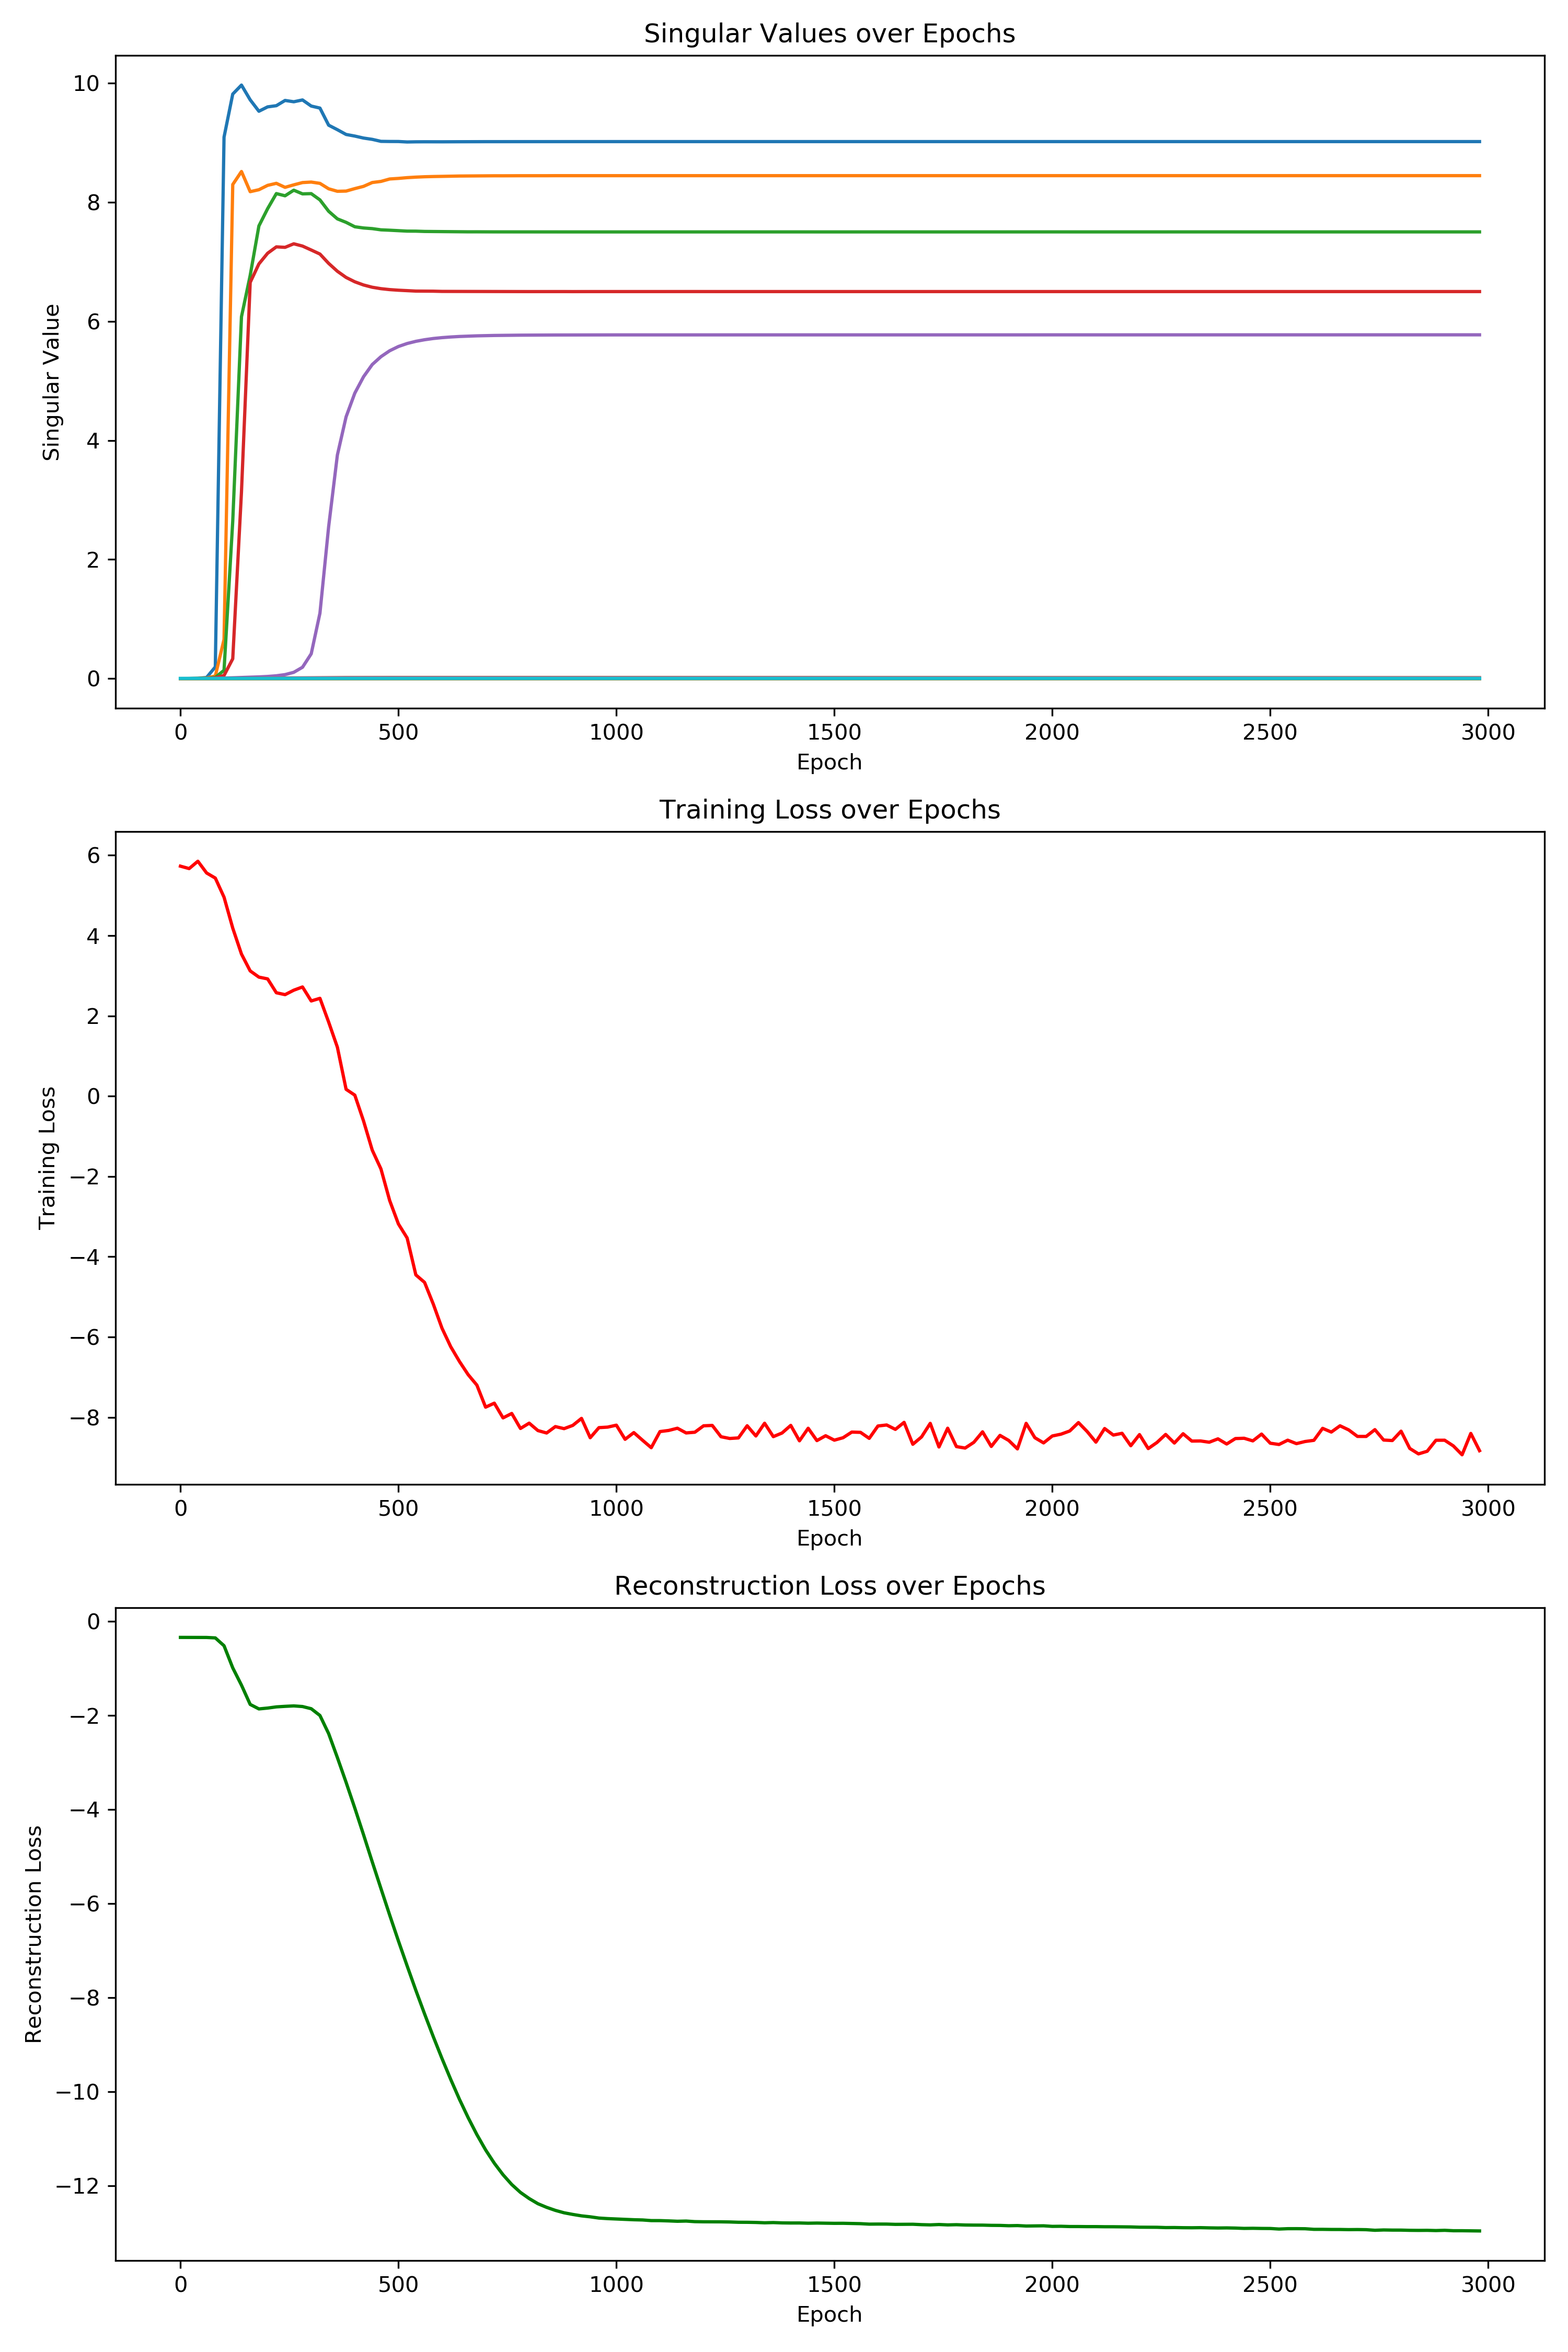 Singular Values over Epochs
Singular Value
10
8
6
4
2
0
0 500 1000 1500 2000 2500 3000
Epoch
Training Loss over Epochs
Training Loss
6
4
2
0
−2
−4
−6
−8
0 500 1000 1500 2000 2500 3000
Epoch
Reconstruction Loss over Epochs
Reconstruction Loss
0
−2
−4
−6
−8
−10
−12
0 500 1000 1500 2000 2500 3000
Epoch